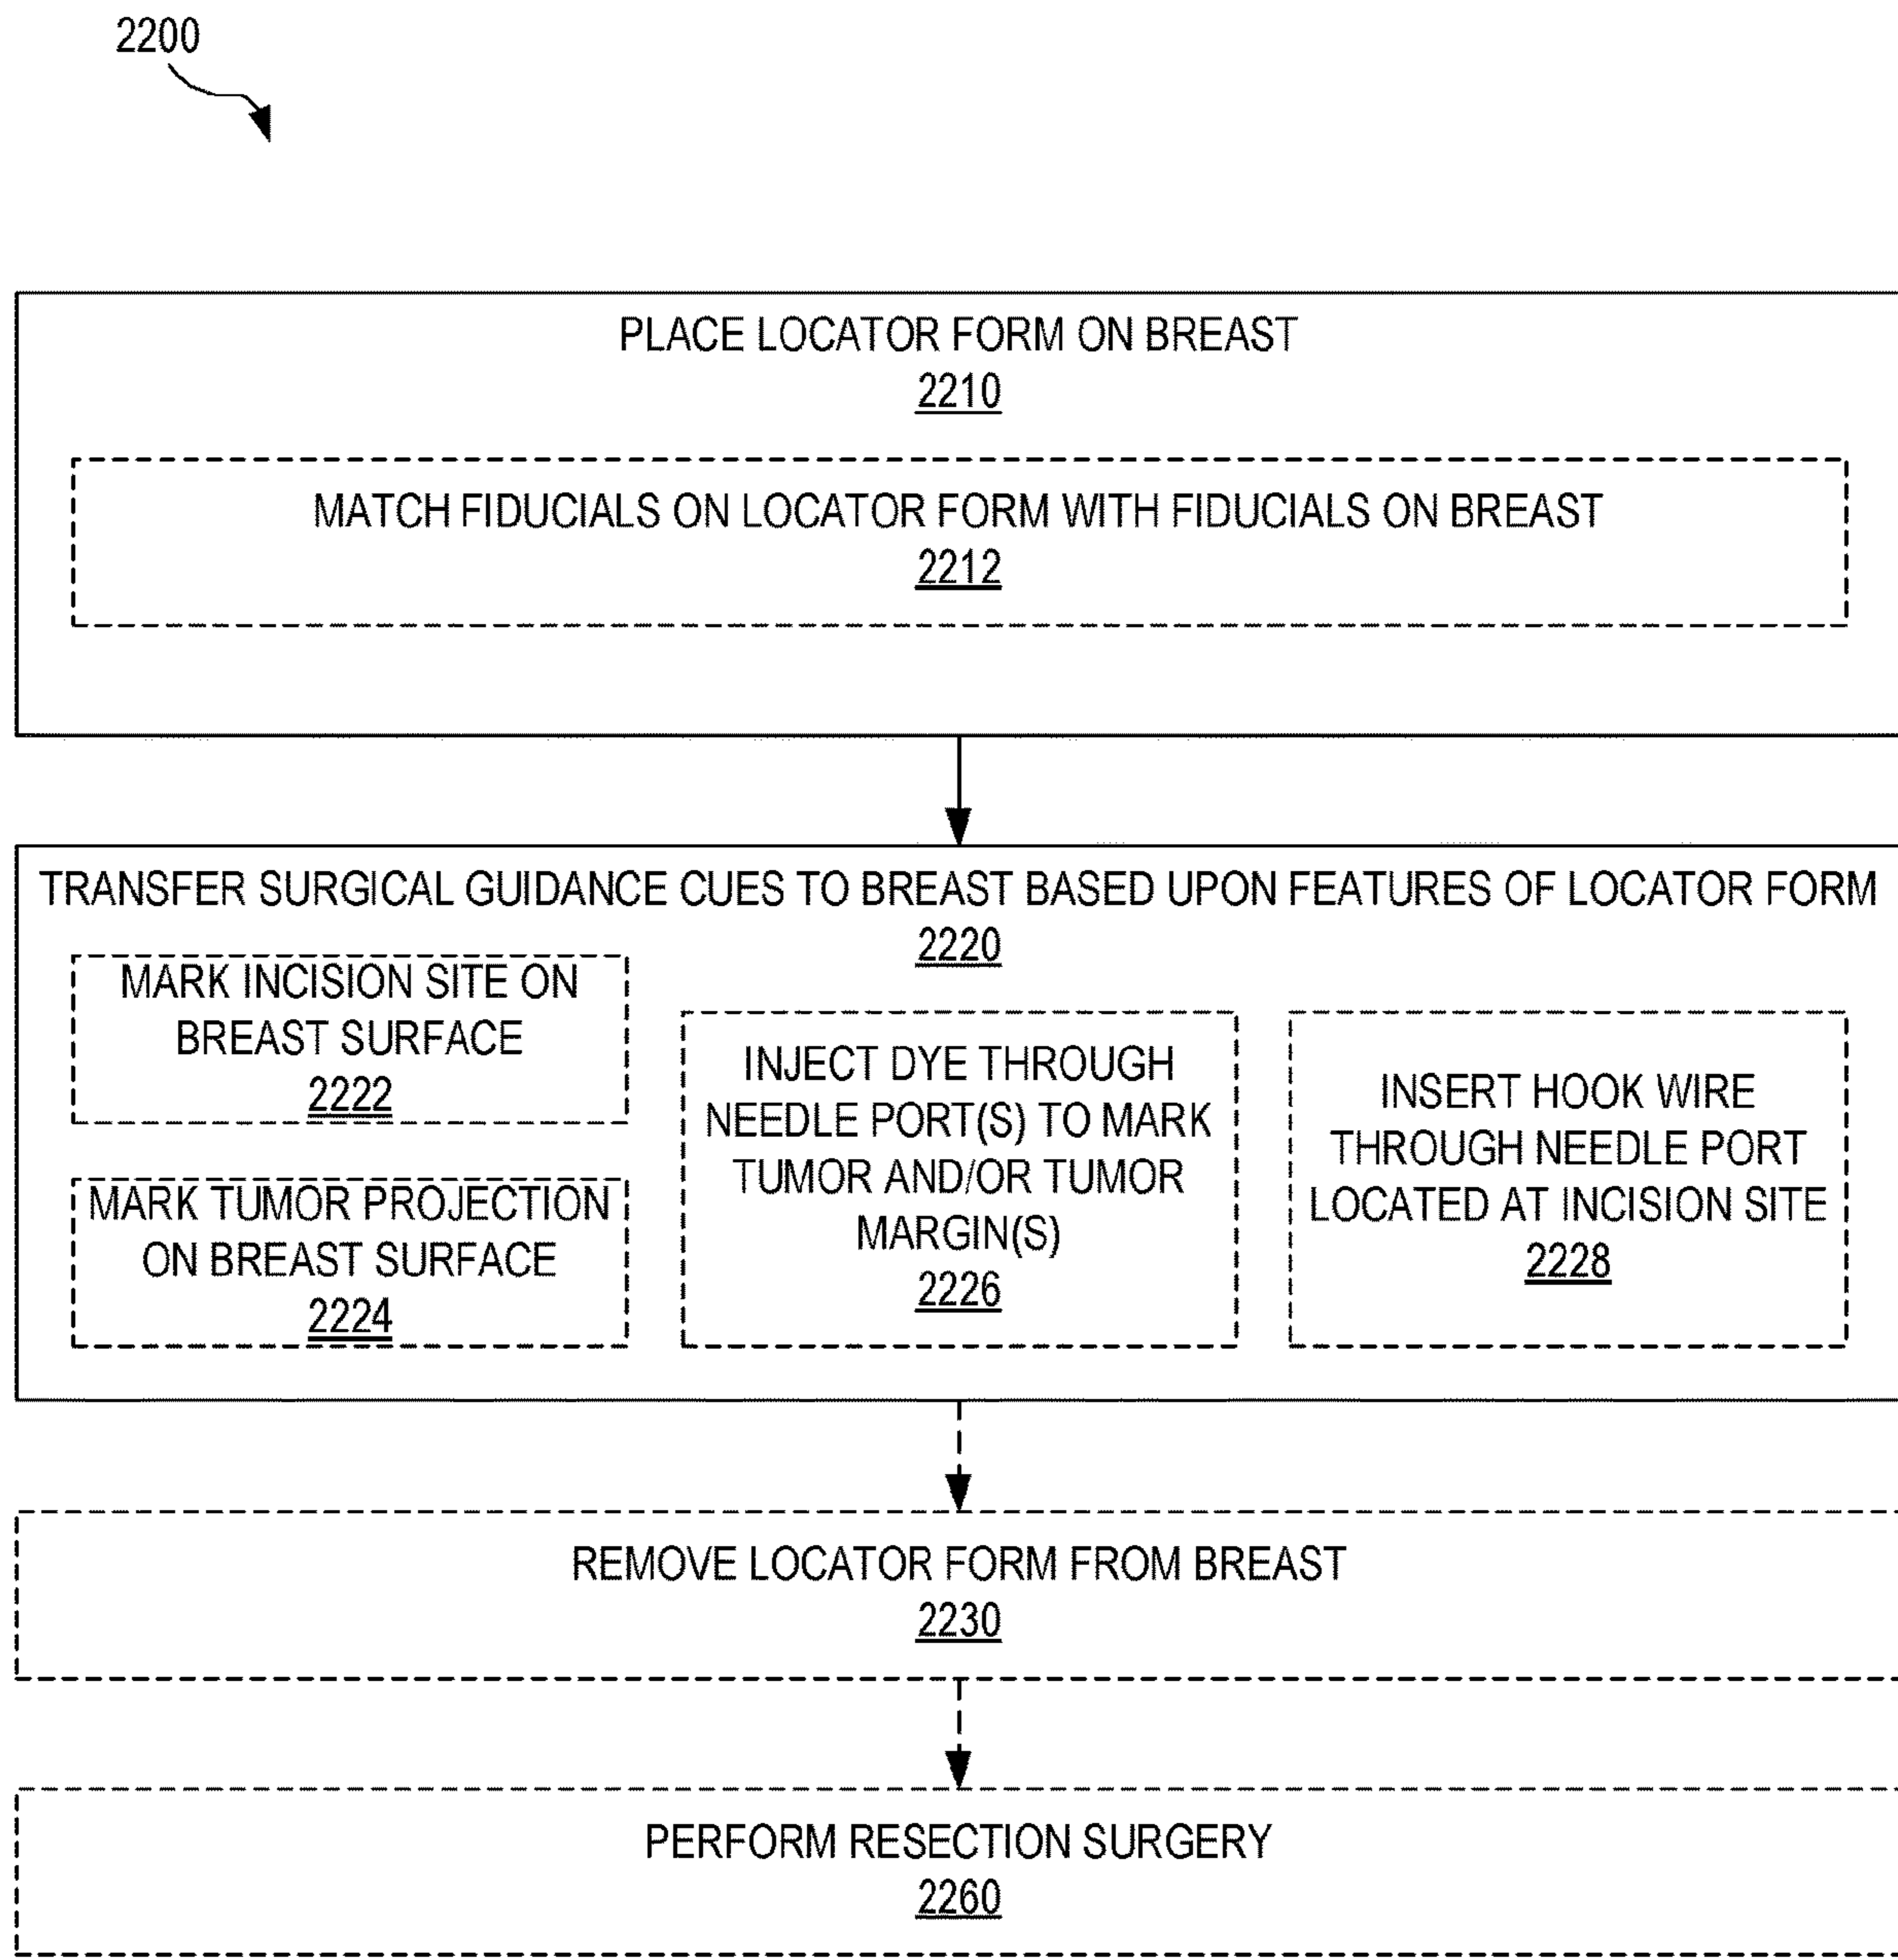 2200
PLACE LOCATOR FORM ON BREAST
2210
MATCH FIDUCIALS ON LOCATOR FORM WITH FIDUCIALS ON BREAST
2212
TRANSFER SURGICAL GUIDANCE CUES TO BREAST BASED UPON FEATURES OF LOCATOR FORM
2220
MARK INCISION SITE ON
BREAST SURFACE
2222
MARK TUMOR PROJECTION
ON BREAST SURFACE
2224
INJECT DYE THROUGH
NEEDLE PORT(S) TO MARK
TUMOR AND/OR TUMOR
MARGIN(S)
2226
INSERT HOOK WIRE
THROUGH NEEDLE PORT
LOCATED AT INCISION SITE
2228
REMOVE LOCATOR FORM FROM BREAST
2230
PERFORM RESECTION SURGERY
2260